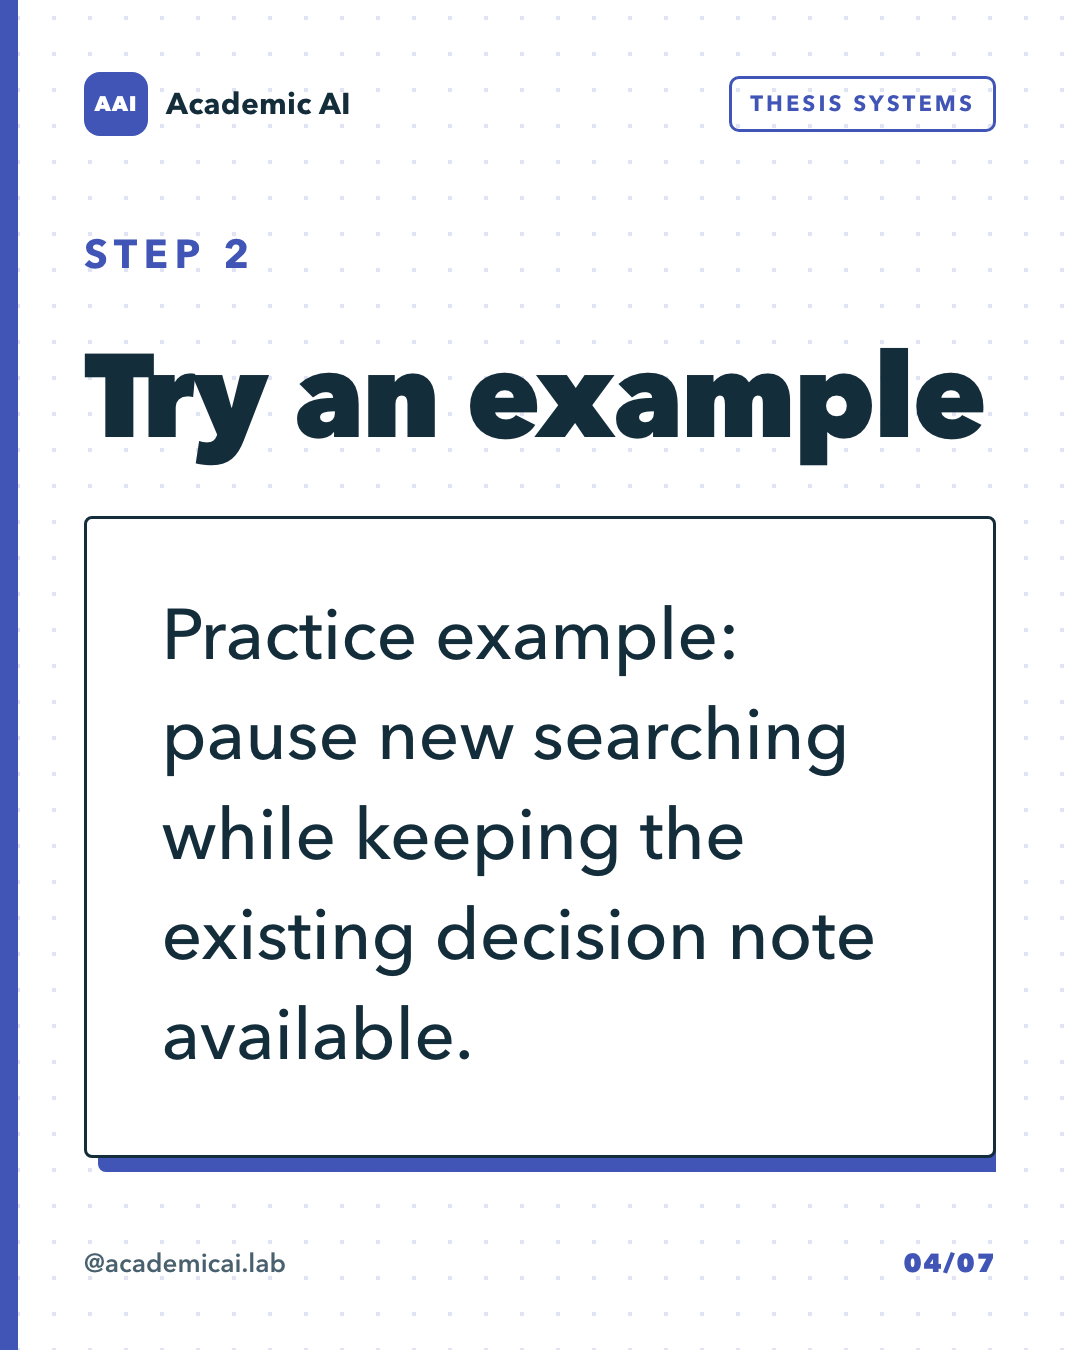 AAI
Academic AI
THESIS SYSTEMS
STEP 2
Try an example
Practice example:
pause new searching
while keeping the
existing decision note
available.
@academicai.lab
04/07